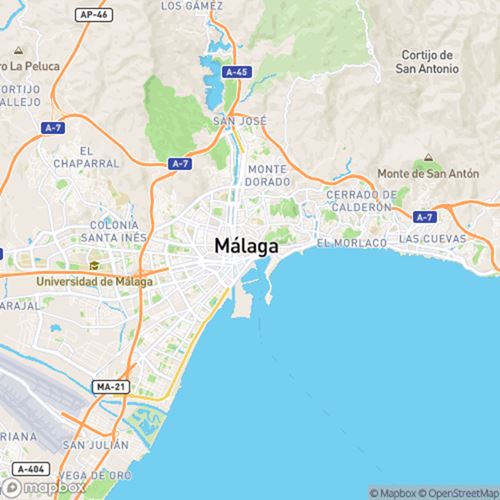 LOS GÁMEZ
AP-46
Cortijo de
San Antonio
A-45
ro La Peluca
CORTIJO
ALLEJO
SAN JOSÉ
A-7
EL
CHAPARRAL
A-7
MONTE
DORADO
Monte de San Antón
CERRADO DE
CALDERÓN
A-7
COLONIA
SANTA INÉS
Málaga
EL MORLACO
LAS CUEVAS
Universidad de Málaga
ARAJAL
MA-21
RIANA
SAN JULIÁN
A-404
VEGA DE ORO
mapbox
© Mapbox © OpenStreetMap